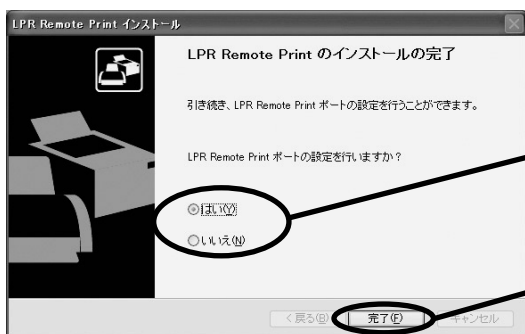 LPR Remote Print インストール
LPR Remote Print のインストールの完了
引き続き、LPR Remote Print ポートの設定を行うことができます。
LPR Remote Print ポートの設定を行いますか?
はい(Y)
いいえ(N)
< 戻る(B) 完了(F) キャンセル